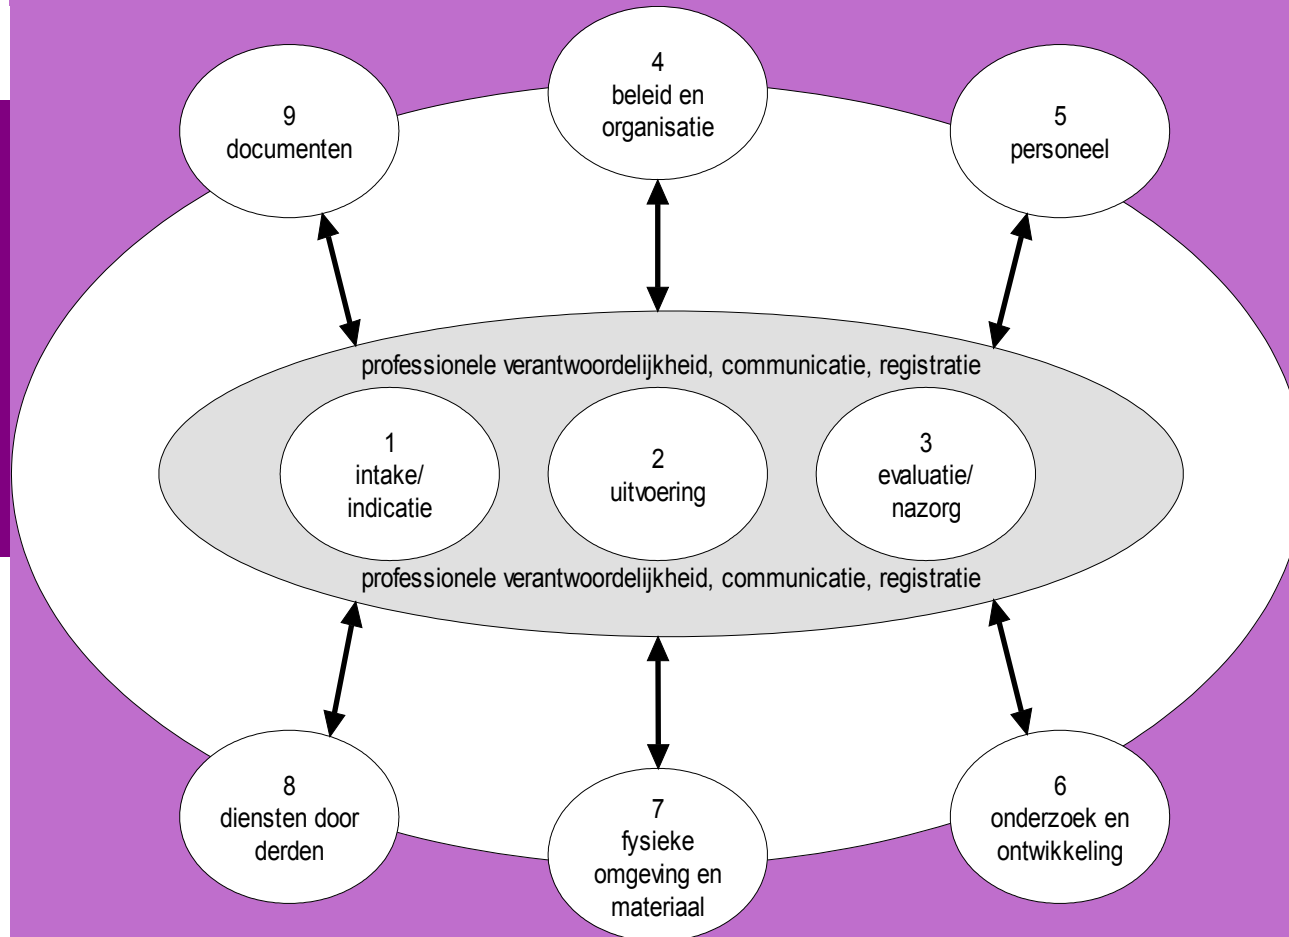 4
beleid en
organisatie
9
documenten
5
personeel
professionele verantwoordelijkheid, communicatie, registratie
1
intake/
indicatie
2
uitvoering
3
evaluatie/
nazorg
professionele verantwoordelijkheid, communicatie, registratie
8
diensten door
derden
7
fysieke
omgeving en
materiaal
6
onderzoek en
ontwikkeling